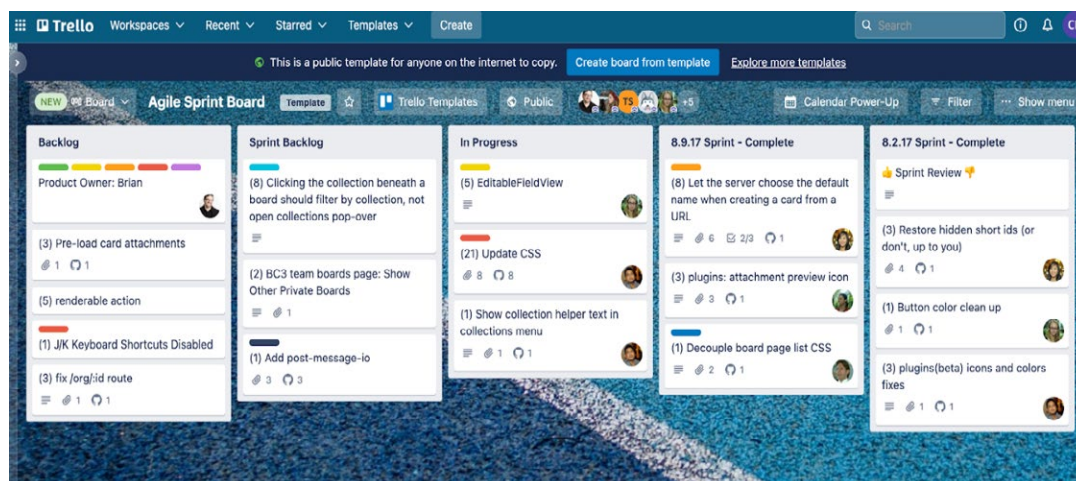 Trello Workspaces Recent Starred Templates Create Search
This is a public template for anyone on the internet to copy. Create board from template Explore more templates
NEW Board Agile Sprint Board Template Trello Templates Public TS +5 Calendar Power-Up Filter ··· Show menu
Backlog
Product Owner: Brian
(3) Pre-load card attachments
1 1
(5) renderable action
(1) J/K Keyboard Shortcuts Disabled
(3) fix /org/:id route
1 1
Sprint Backlog
(8) Clicking the collection beneath a
board should filter by collection, not
open collections pop-over
(2) BC3 team boards page: Show
Other Private Boards
1
(1) Add post-message-io
3 3
In Progress
(5) EditableFieldView
(21) Update CSS
8 8
(1) Show collection helper text in
collections menu
1 1
8.9.17 Sprint - Complete
(8) Let the server choose the default
name when creating a card from a
URL
6 2/3 1
(3) plugins: attachment preview icon
3 1
(1) Decouple board page list CSS
2 1
8.2.17 Sprint - Complete
👍 Sprint Review 👎
(3) Restore hidden short ids (or
don't, up to you)
4 1
(1) Button color clean up
1 1
(3) plugins(beta) icons and colors
fixes
1 1